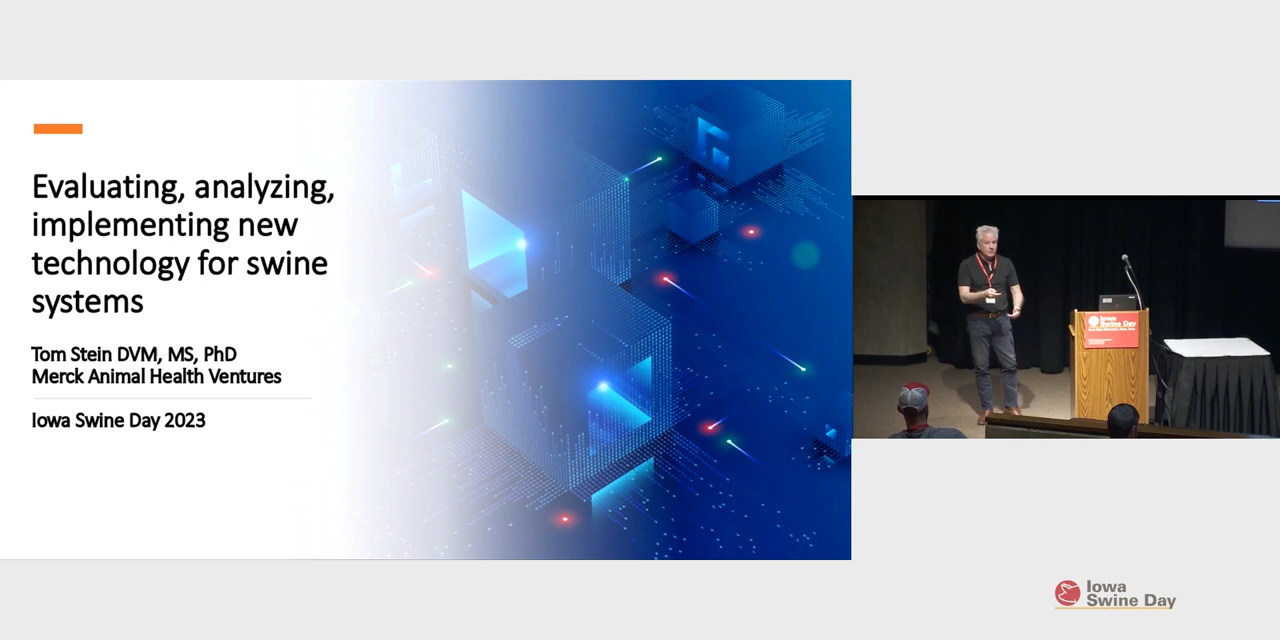 Evaluating, analyzing,
implementing new
technology for swine
systems
Tom Stein DVM, MS, PhD
Merck Animal Health Ventures
Iowa Swine Day 2023
Iowa
Swine Day
Iowa
Swine Day